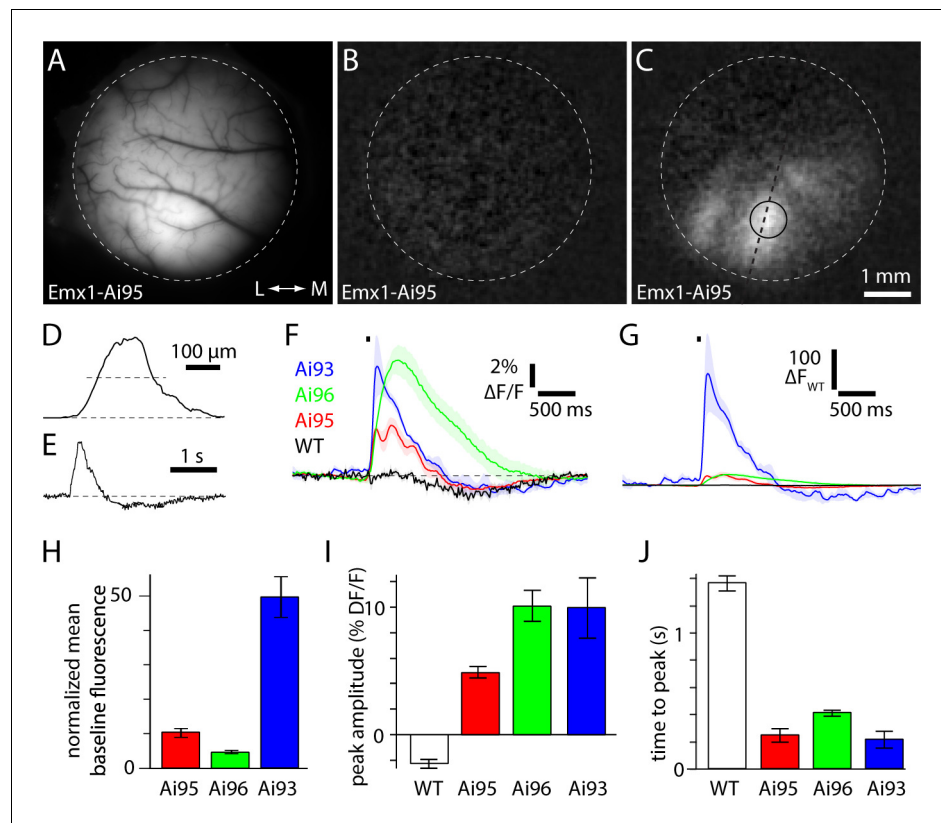 A
B
C
Emx1-Ai95
L ↔ M
Emx1-Ai95
Emx1-Ai95
1 mm
D
100 µm
E
1 s
F
Ai93
Ai96
Ai95
WT
2%
ΔF/F
500 ms
G
100
ΔF_WT
500 ms
H
normalized mean
baseline fluorescence
50
0
Ai95 Ai96 Ai93
I
peak amplitude (% DF/F)
10
0
WT Ai95 Ai96 Ai93
J
time to peak (s)
1
0
WT Ai95 Ai96 Ai93